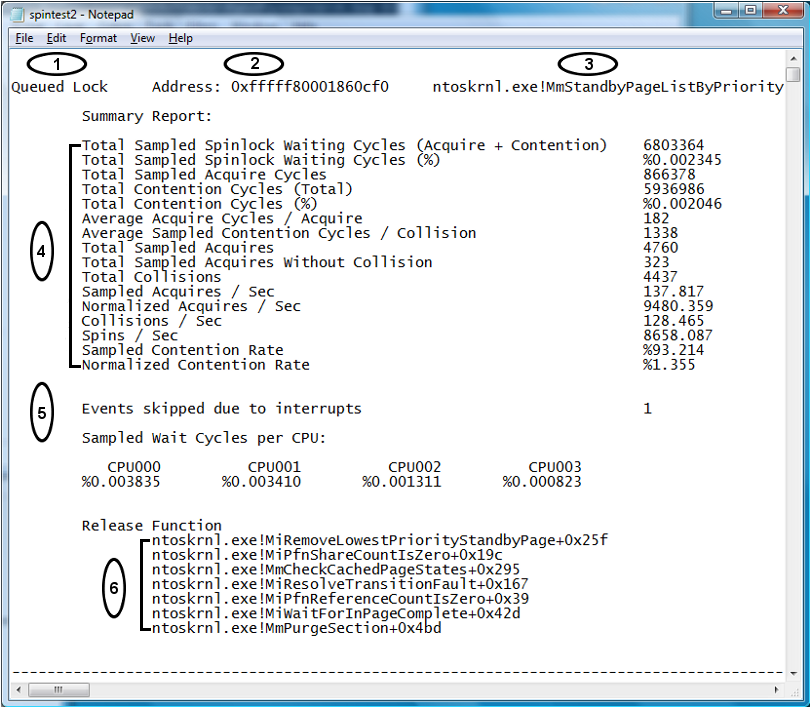 spintest2 - Notepad
File Edit Format View Help
1 2 3
Queued Lock Address: 0xfffff80001860cf0 ntoskrnl.exe!MmStandbyPageListByPriority
Summary Report:
Total Sampled Spinlock Waiting Cycles (Acquire + Contention) 6803364
Total Sampled Spinlock Waiting Cycles (%) %0.002345
Total Sampled Acquire Cycles 866378
Total Contention Cycles (Total) 5936986
Total Contention Cycles (%) %0.002046
Average Acquire Cycles / Acquire 182
Average Sampled Contention Cycles / Collision 1338
4 Total Sampled Acquires 4760
Total Sampled Acquires Without Collision 323
Total Collisions 4437
Sampled Acquires / Sec 137.817
Normalized Acquires / Sec 9480.359
Collisions / Sec 128.465
Spins / Sec 8658.087
Sampled Contention Rate %93.214
Normalized Contention Rate %1.355
5 Events skipped due to interrupts 1
Sampled Wait Cycles per CPU:
CPU000 CPU001 CPU002 CPU003
%0.003835 %0.003410 %0.001311 %0.000823
Release Function
ntoskrnl.exe!MiRemoveLowestPriorityStandbyPage+0x25f
ntoskrnl.exe!MiPfnShareCountIsZero+0x19c
ntoskrnl.exe!MmCheckCachedPageStates+0x295
6 ntoskrnl.exe!MiResolveTransitionFault+0x167
ntoskrnl.exe!MiPfnReferenceCountIsZero+0x39
ntoskrnl.exe!MiWaitForInPageComplete+0x42d
ntoskrnl.exe!MmPurgeSection+0x4bd
--------------------------------------------------------------------------------